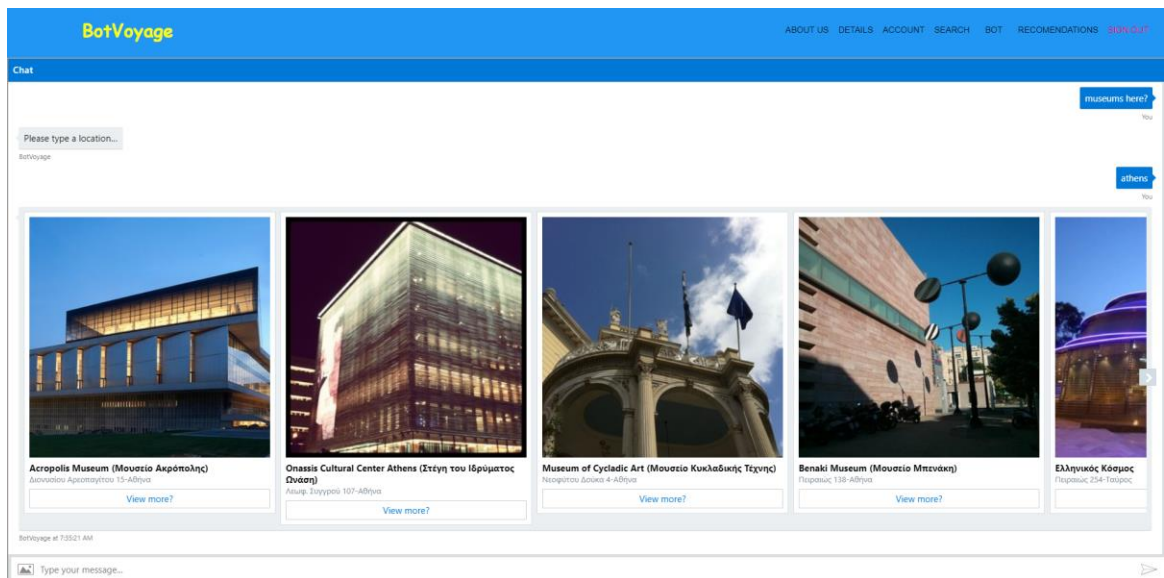 BotVoyage
ABOUT US DETAILS ACCOUNT SEARCH BOT RECOMENDATIONS SIGN OUT
Chat
museums here?
You
Please type a location...
BotVoyage
athens
You
Acropolis Museum (Μουσείο Ακρόπολης)
Διονυσίου Αρεοπαγίτου 15-Αθήνα
View more?
Onassis Cultural Center Athens (Στέγη του Ιδρύματος
Ωνάση)
Λεωφ. Συγγρού 107-Αθήνα
View more?
Museum of Cycladic Art (Μουσείο Κυκλαδικής Τέχνης)
Νεοφύτου Δούκα 4-Αθήνα
View more?
Benaki Museum (Μουσείο Μπενάκη)
Πειραιώς 138-Αθήνα
View more?
Ελληνικός Κόσμος
Πειραιώς 254-Ταύρος
BotVoyage at 7:35:21 AM
Type your message...